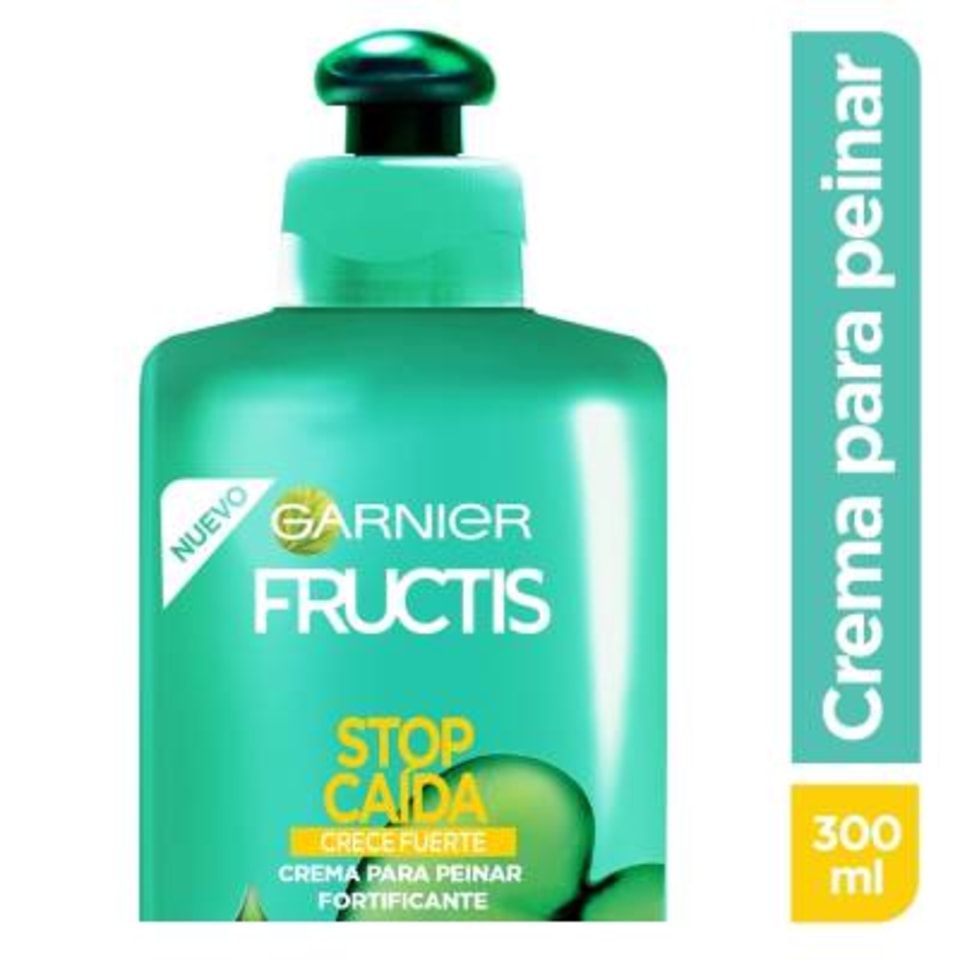 NUEVO
GARNIER
FRUCTIS
STOP
CAÍDA
CRECE FUERTE
CREMA PARA PEINAR
FORTIFICANTE
Crema para peinar
300
ml